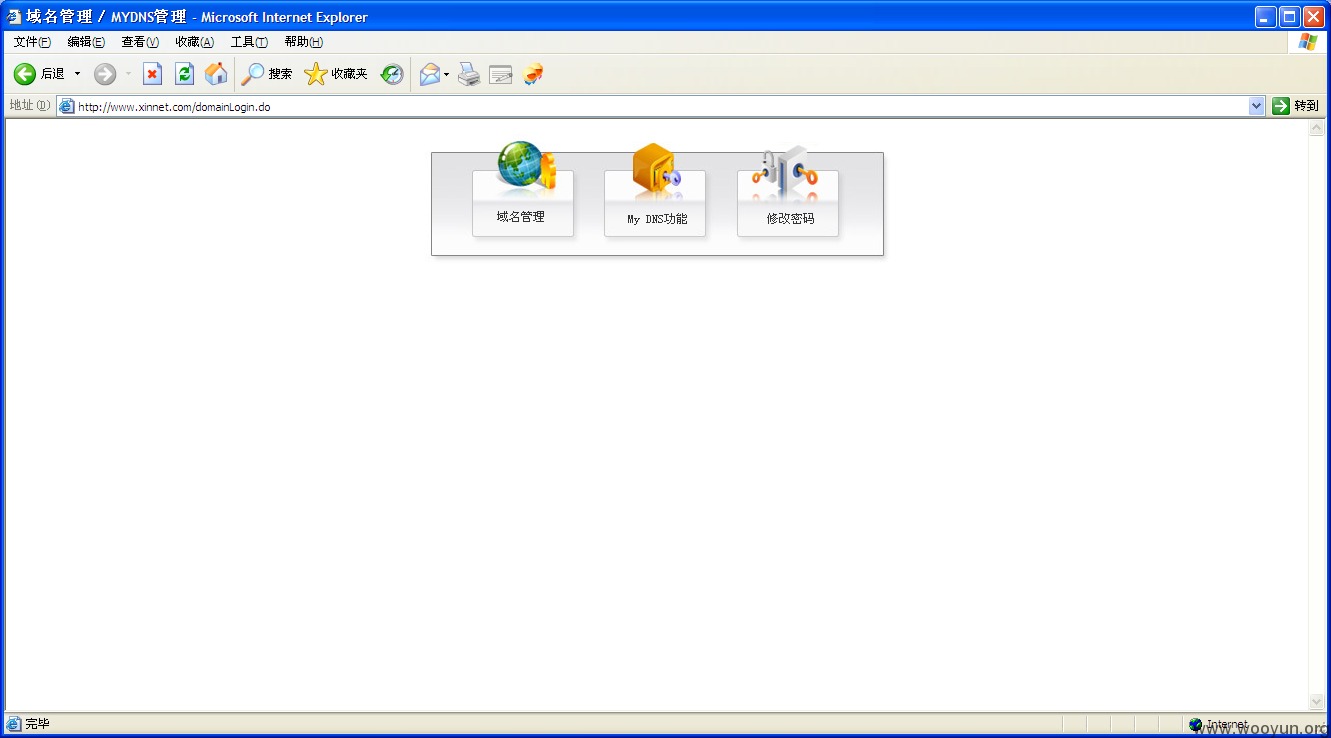 域名管理 / MYDNS管理 - Microsoft Internet Explorer
文件(F) 编辑(E) 查看(V) 收藏(A) 工具(T) 帮助(H)
后退 搜索 收藏夹
地址(D) http://www.xinnet.com/domainLogin.do 转到
域名管理 My DNS功能 修改密码
完毕 Internet
www.wooyun.org